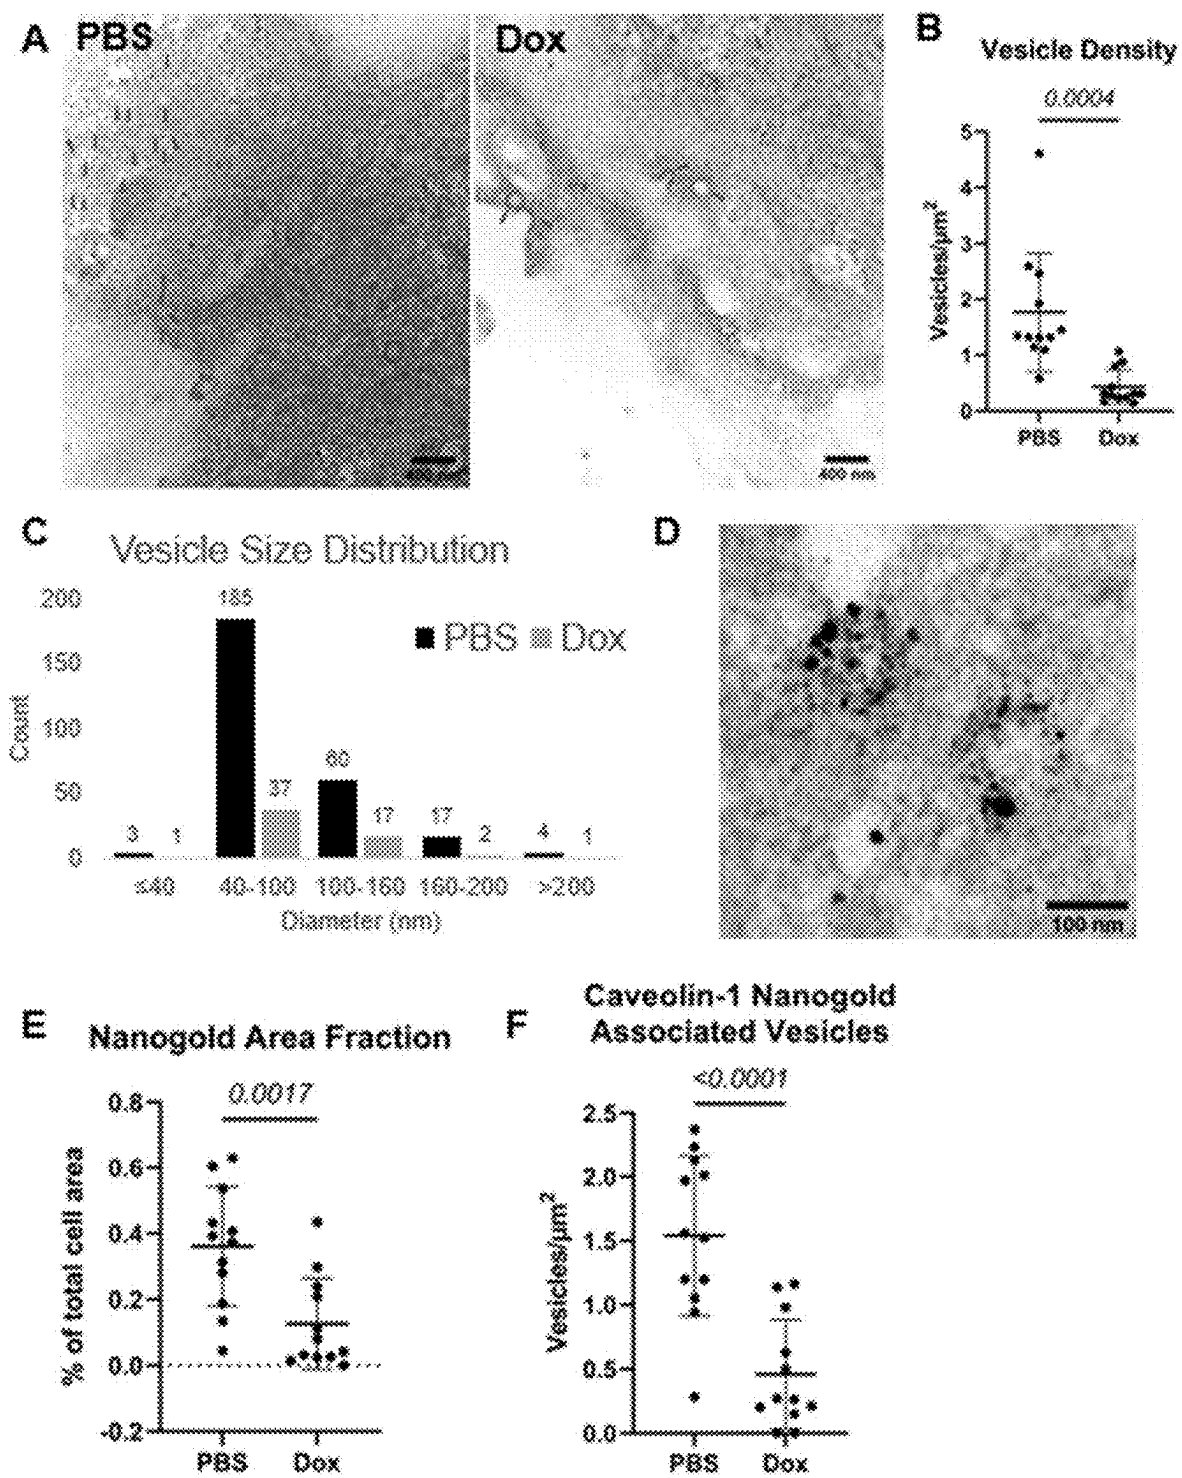 A PBS
Dox
400 nm
B
Vesicle Density
0.0004
5
4
3
2
1
0
Vesicles/µm²
PBS Dox
C
Vesicle Size Distribution
200
150
100
50
0
Count
185
60
37
17
17
3
1
2
4
1
PBS Dox
≤40 40-100 100-160 160-200 >200
Diameter (nm)
D
100 nm
E
Nanogold Area Fraction
0.0017
0.8
0.6
0.4
0.2
0.0
-0.2
% of total cell area
PBS Dox
F
Caveolin-1 Nanogold
Associated Vesicles
<0.0001
2.5
2.0
1.5
1.0
0.5
0.0
Vesicles/µm²
PBS Dox